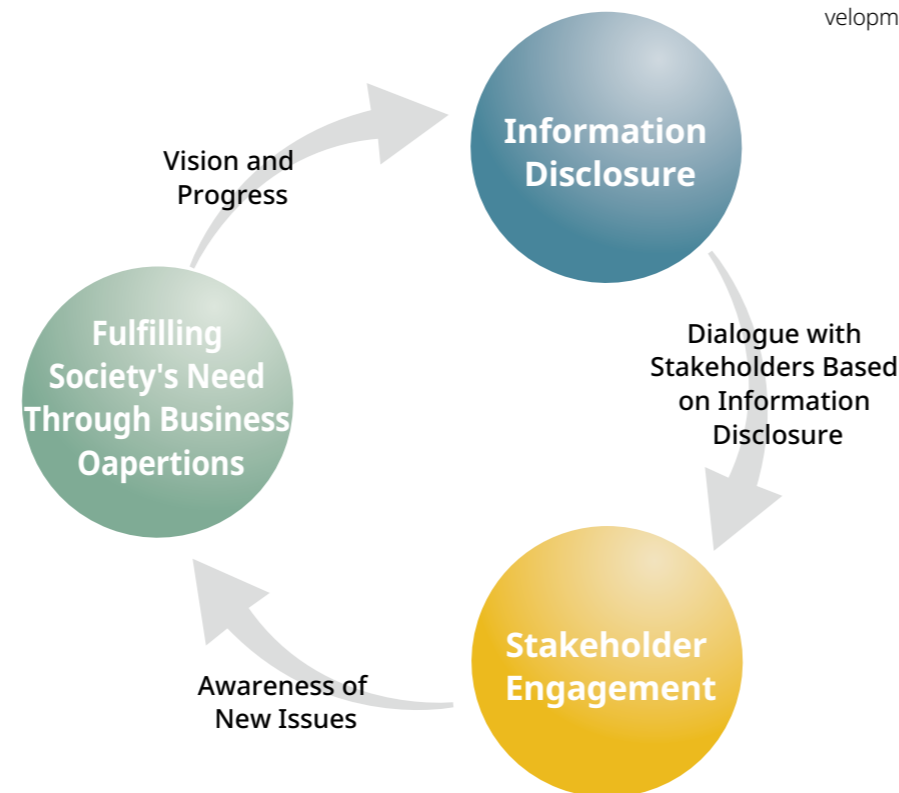 velopm
Information
Disclosure
Vision and
Progress
Fulfilling
Society's Need
Through Business
Oapertions
Dialogue with
Stakeholders Based
on Information
Disclosure
Stakeholder
Engagement
Awareness of
New Issues